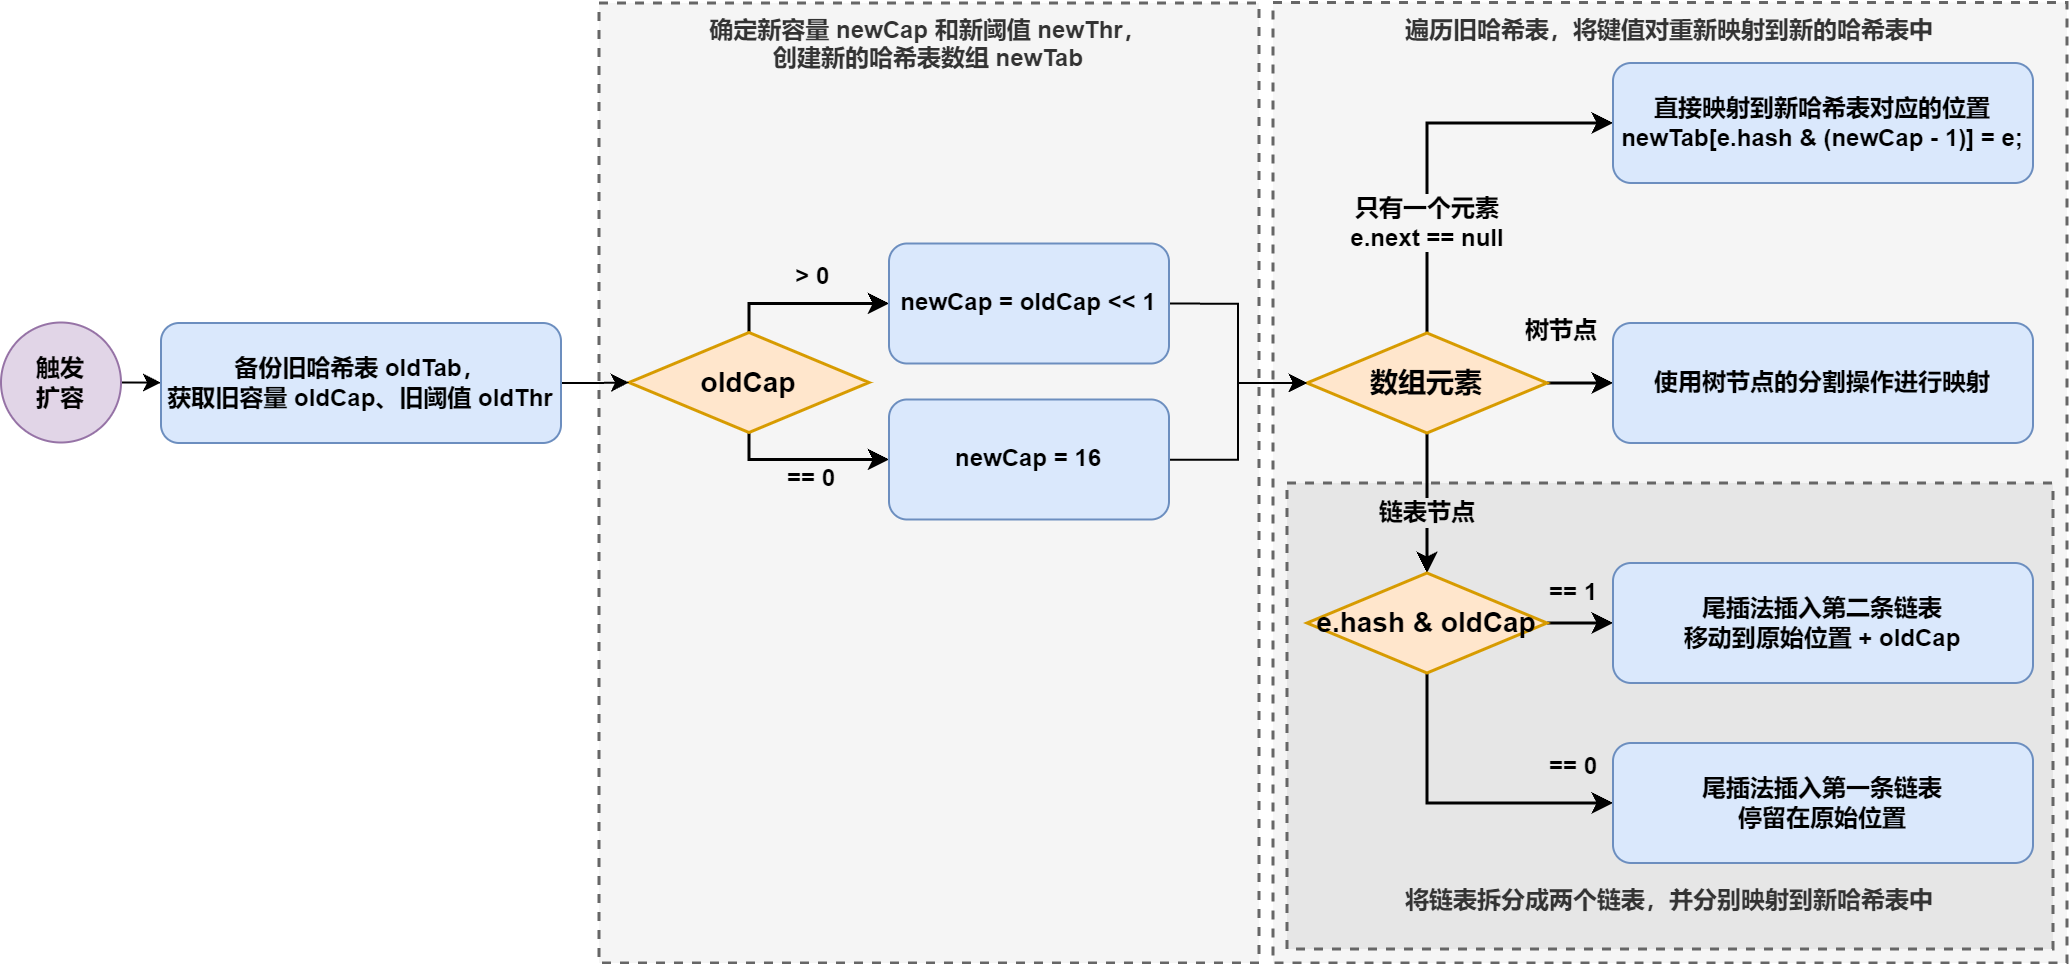 触发
扩容
备份旧哈希表 oldTab，
获取旧容量 oldCap、旧阈值 oldThr
确定新容量 newCap 和新阈值 newThr，
创建新的哈希表数组 newTab
oldCap
> 0
newCap = oldCap << 1
== 0
newCap = 16
遍历旧哈希表，将键值对重新映射到新的哈希表中
数组元素
只有一个元素
e.next == null
直接映射到新哈希表对应的位置
newTab[e.hash & (newCap - 1)] = e;
树节点
使用树节点的分割操作进行映射
链表节点
e.hash & oldCap
== 1
尾插法插入第二条链表
移动到原始位置 + oldCap
== 0
尾插法插入第一条链表
停留在原始位置
将链表拆分成两个链表，并分别映射到新哈希表中